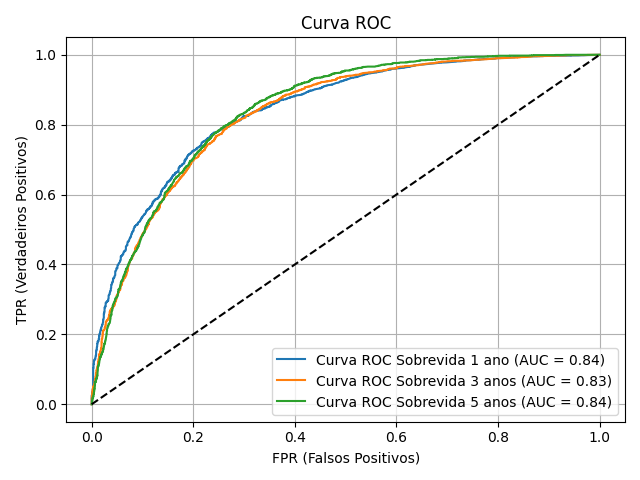 Curva ROC
TPR (Verdadeiros Positivos)
1.0
0.8
0.6
0.4
0.2
0.0
Curva ROC Sobrevida 1 ano (AUC = 0.84)
Curva ROC Sobrevida 3 anos (AUC = 0.83)
Curva ROC Sobrevida 5 anos (AUC = 0.84)
0.0 0.2 0.4 0.6 0.8 1.0
FPR (Falsos Positivos)